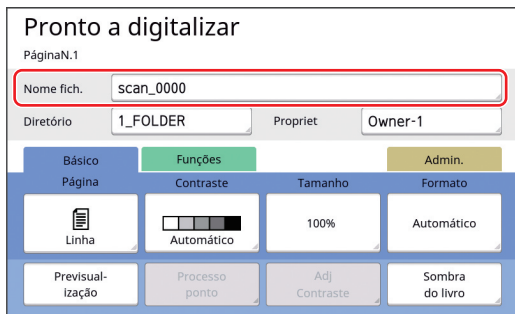 Pronto a digitalizar
PáginaN.1
Nome fich. scan_0000
Diretório 1_FOLDER Propriet Owner-1
Básico Funções Admin.
Página Contraste Tamanho Formato
Linha Automático 100% Automático
Previsual- Processo Adj Sombra
ização ponto Contraste do livro